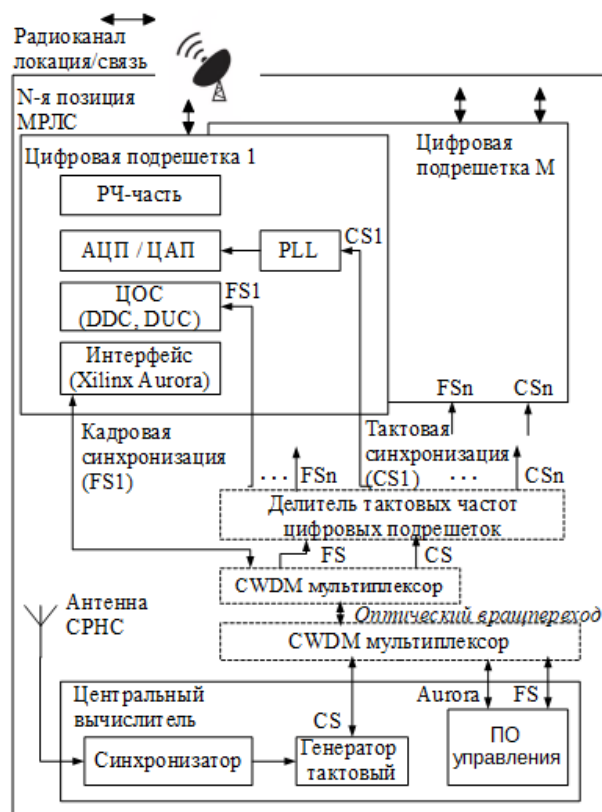 Радиоканал
локация/связь
N-я позиция
МРЛС
Цифровая подрешетка 1
Цифровая
подрешетка М
РЧ-часть
АЦП / ЦАП
PLL
CS1
ЦОС
(DDC, DUC)
FS1
Интерфейс
(Xilinx Aurora)
FSn
CSn
Кадровая
синхронизация
(FS1)
Тактовая
синхронизация
(CS1)
. . .
FSn
. . .
CSn
Делитель тактовых частот
цифровых подрешеток
FS
CS
CWDM мультиплексор
Оптический вращпереход
CWDM мультиплексор
Антенна
СРНС
Центральный
вычислитель
CS
Aurora
FS
Синхронизатор
Генератор
тактовый
ПО
управления